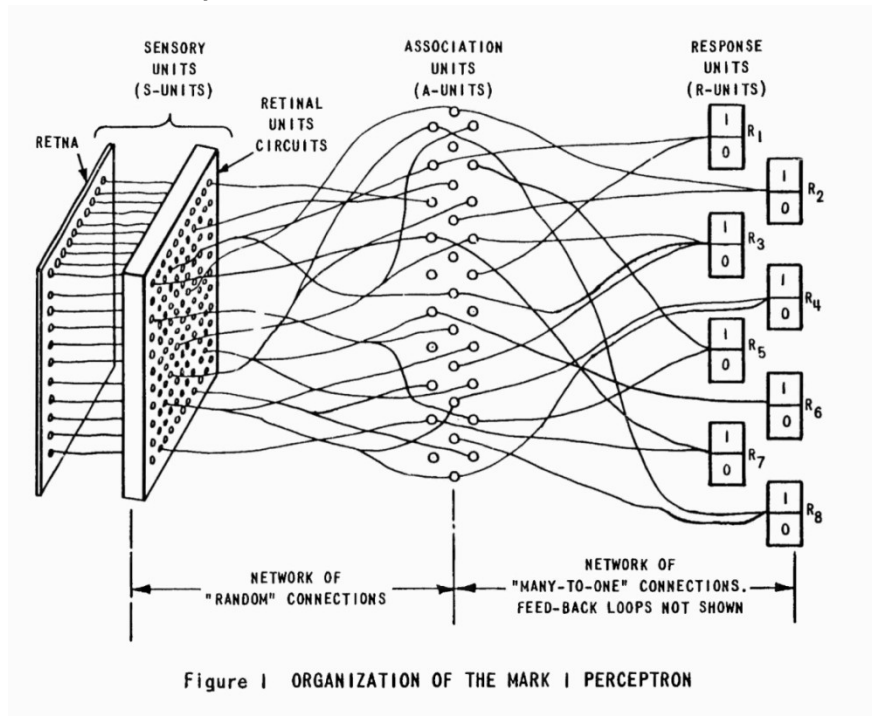 SENSORY
UNITS
(S-UNITS)
ASSOCIATION
UNITS
(A-UNITS)
RESPONSE
UNITS
(R-UNITS)
RETNA
RETINAL
UNITS
CIRCUITS
1
0
R1
1
0
R2
1
0
R3
1
0
R4
1
0
R5
1
0
R6
1
0
R7
1
0
R8
NETWORK OF
"RANDOM" CONNECTIONS
NETWORK OF
"MANY-TO-ONE" CONNECTIONS.
FEED-BACK LOOPS NOT SHOWN
Figure 1 ORGANIZATION OF THE MARK I PERCEPTRON